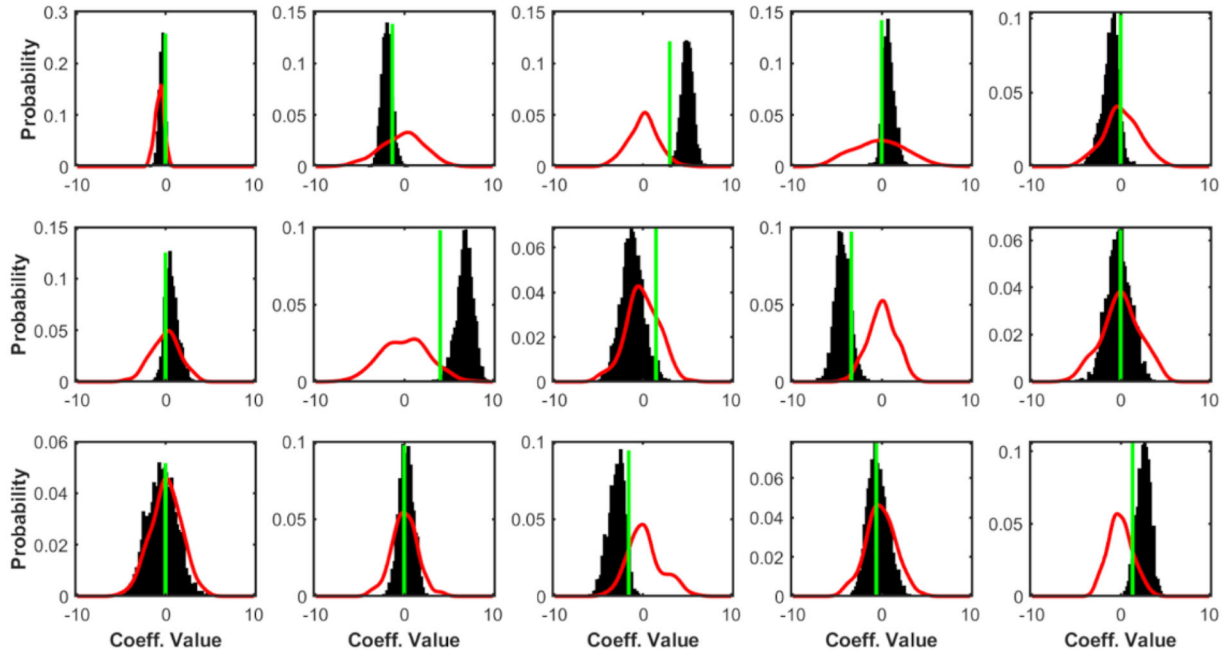 0.3 0.15 0.15 0.15 0.1
0.2 0.1 0.1 0.1
0.1 0.05 0.05 0.05 0.05
0 0 0 0 0
-10 0 10 -10 0 10 -10 0 10 -10 0 10 -10 0 10
Probability
0.15 0.1 0.1 0.06
0.1 0.06
0.05 0.05 0.04 0.05 0.04
0.02 0.02
0 0 0 0 0
-10 0 10 -10 0 10 -10 0 10 -10 0 10 -10 0 10
Probability
0.06 0.1 0.1 0.1
0.04 0.05 0.05 0.06 0.05
0.02 0.04
0.02
0 0 0 0 0
-10 0 10 -10 0 10 -10 0 10 -10 0 10 -10 0 10
Probability
Coeff. Value Coeff. Value Coeff. Value Coeff. Value Coeff. Value